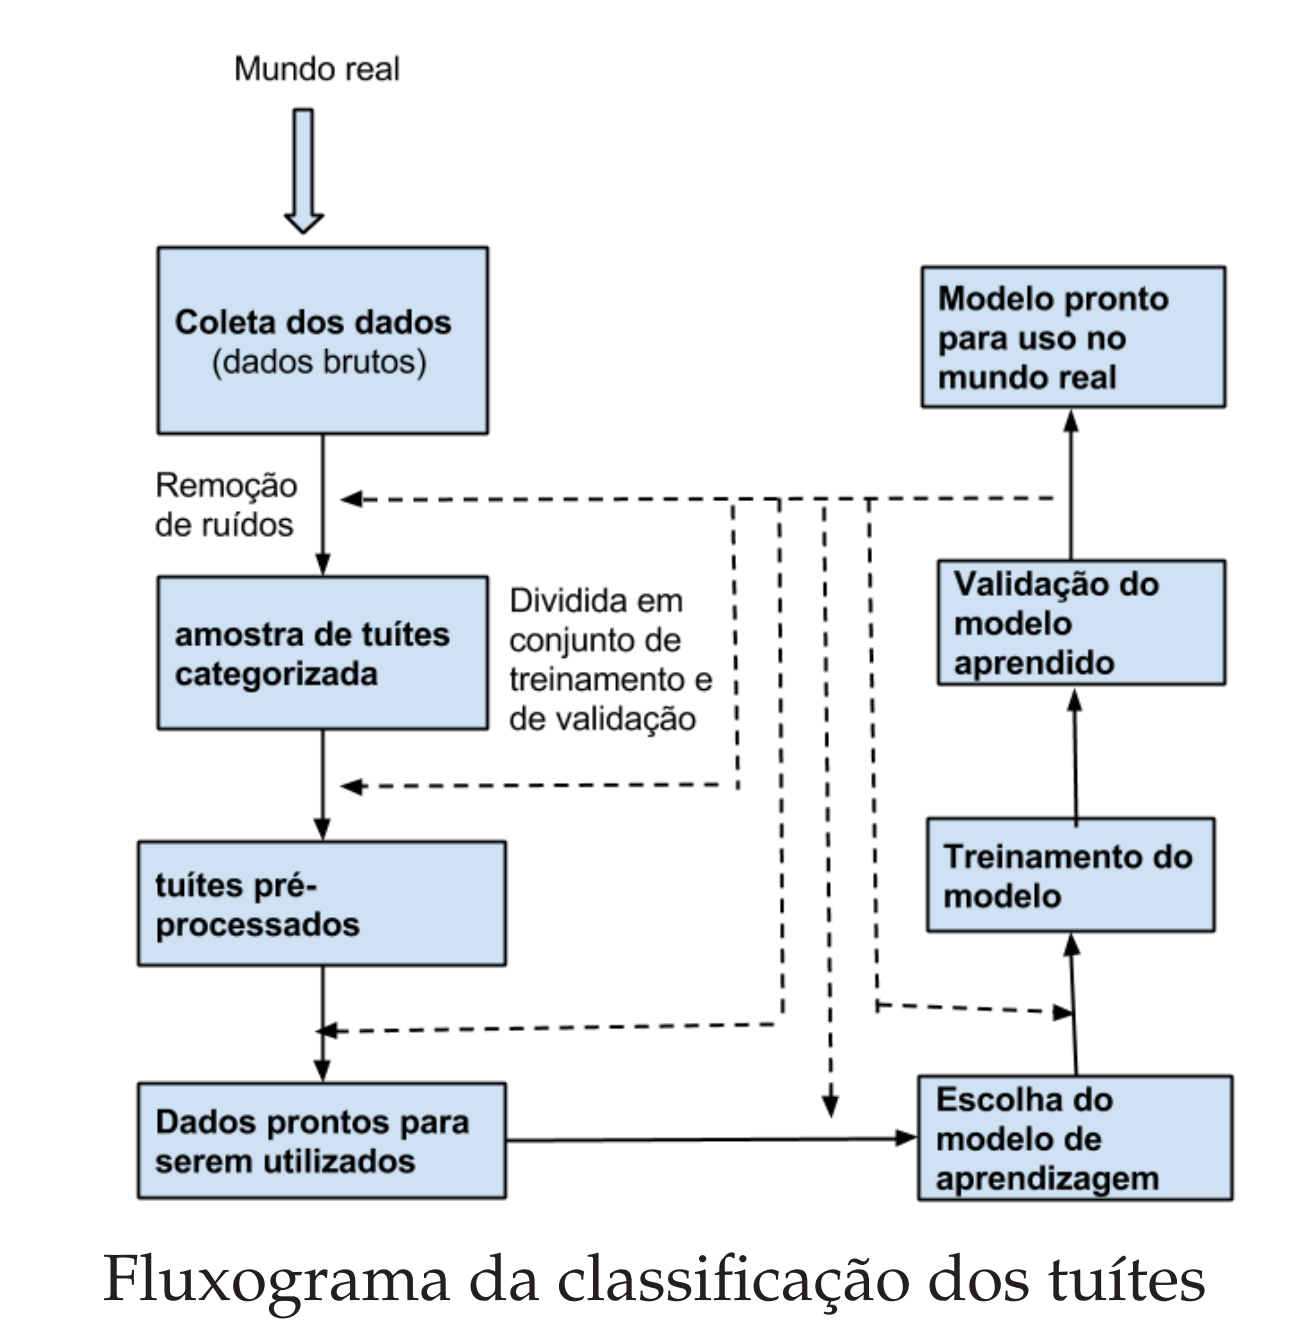 Mundo real
Coleta dos dados
(dados brutos)
Remoção
de ruídos
amostra de tuítes
categorizada
Dividida em
conjunto de
treinamento e
de validação
tuítes pré-
processados
Dados prontos para
serem utilizados
Escolha do
modelo de
aprendizagem
Treinamento do
modelo
Validação do
modelo
aprendido
Modelo pronto
para uso no
mundo real
Fluxograma da classificação dos tuítes